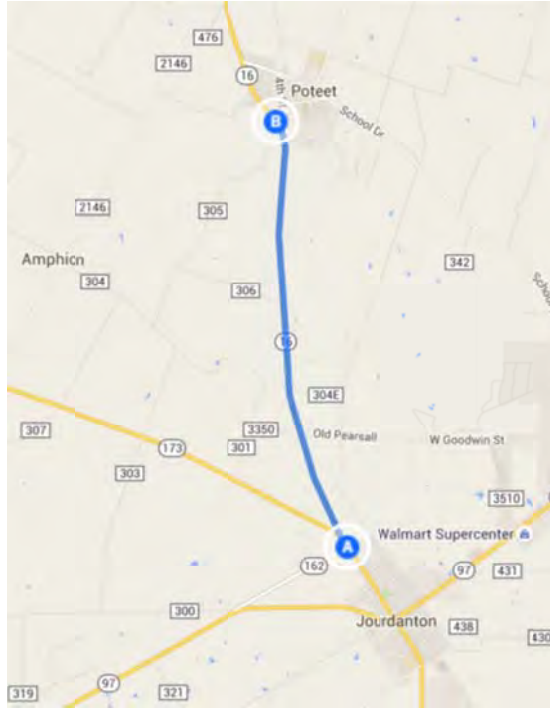 476
2146
16
4th
Poteet
B
School Dr
2146
305
Amphion
304
342
306
16
304E
307
3350
Old Pearsall
301
W Goodwin St
173
303
3510
A
Walmart Supercenter
162
97
431
300
Jourdanton
438
430
97
319
321